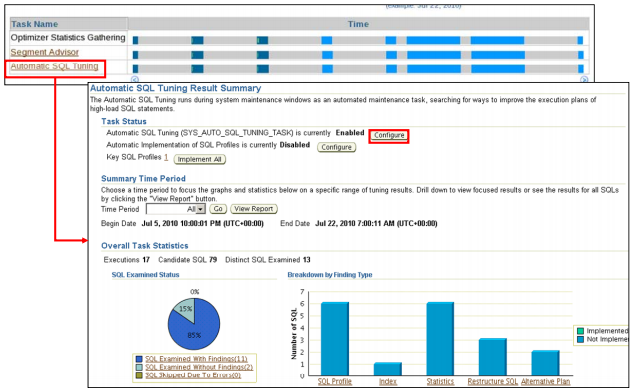 (example: Jul 22, 2010)
Task Name
Time
Optimizer Statistics Gathering
Segment Advisor
Automatic SQL Tuning
Automatic SQL Tuning Result Summary
The Automatic SQL Tuning runs during system maintenance windows as an automated maintenance task, searching for ways to improve the execution plans of
high-load SQL statements.
Task Status
Automatic SQL Tuning (SYS_AUTO_SQL_TUNING_TASK) is currently Enabled Configure
Automatic Implementation of SQL Profiles is currently Disabled Configure
Key SQL Profiles 1 Implement All
Summary Time Period
Choose a time period to focus the graphs and statistics below on a specific range of tuning results. Drill down to view focused results or see the results for all SQLs
by clicking the "View Report" button.
Time Period All Go View Report
Begin Date Jul 5, 2010 10:00:01 PM (UTC+00:00) End Date Jul 22, 2010 7:00:11 AM (UTC+00:00)
Overall Task Statistics
Executions 17 Candidate SQL 79 Distinct SQL Examined 13
SQL Examined Status
0%
15%
85%
SQL Examined With Findings(11)
SQL Examined Without Findings(2)
SQL Skipped Due To Errors(0)
Breakdown by Finding Type
Number of SQL
7
6
5
4
3
2
1
0
SQL Profile
Index
Statistics
Restructure SQL
Alternative Plan
Implemented
Not Impleme